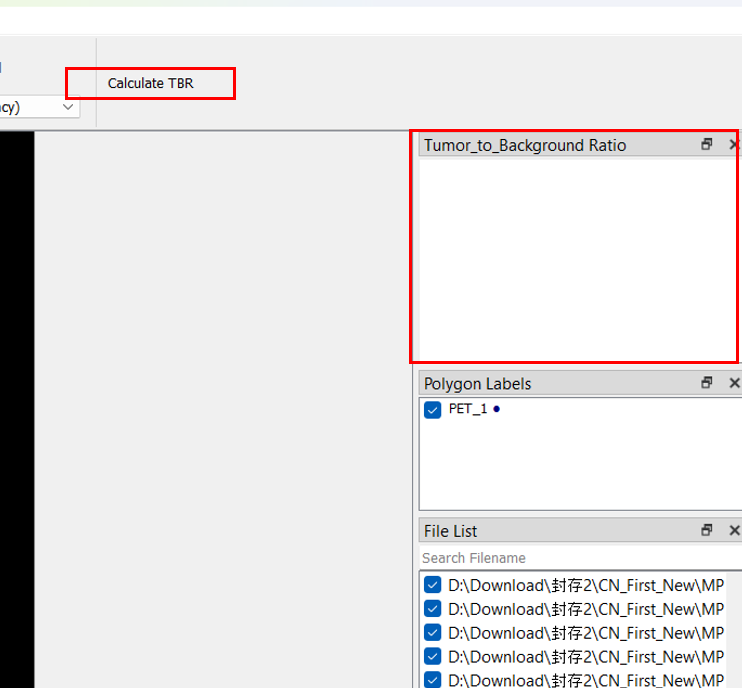 cy)
Calculate TBR
Tumor_to_Background Ratio
Polygon Labels
PET_1
File List
Search Filename
D:\Download\封存2\CN_First_New\MP
D:\Download\封存2\CN_First_New\MP
D:\Download\封存2\CN_First_New\MP
D:\Download\封存2\CN_First_New\MP
D:\Download\封存2\CN_First_New\MP